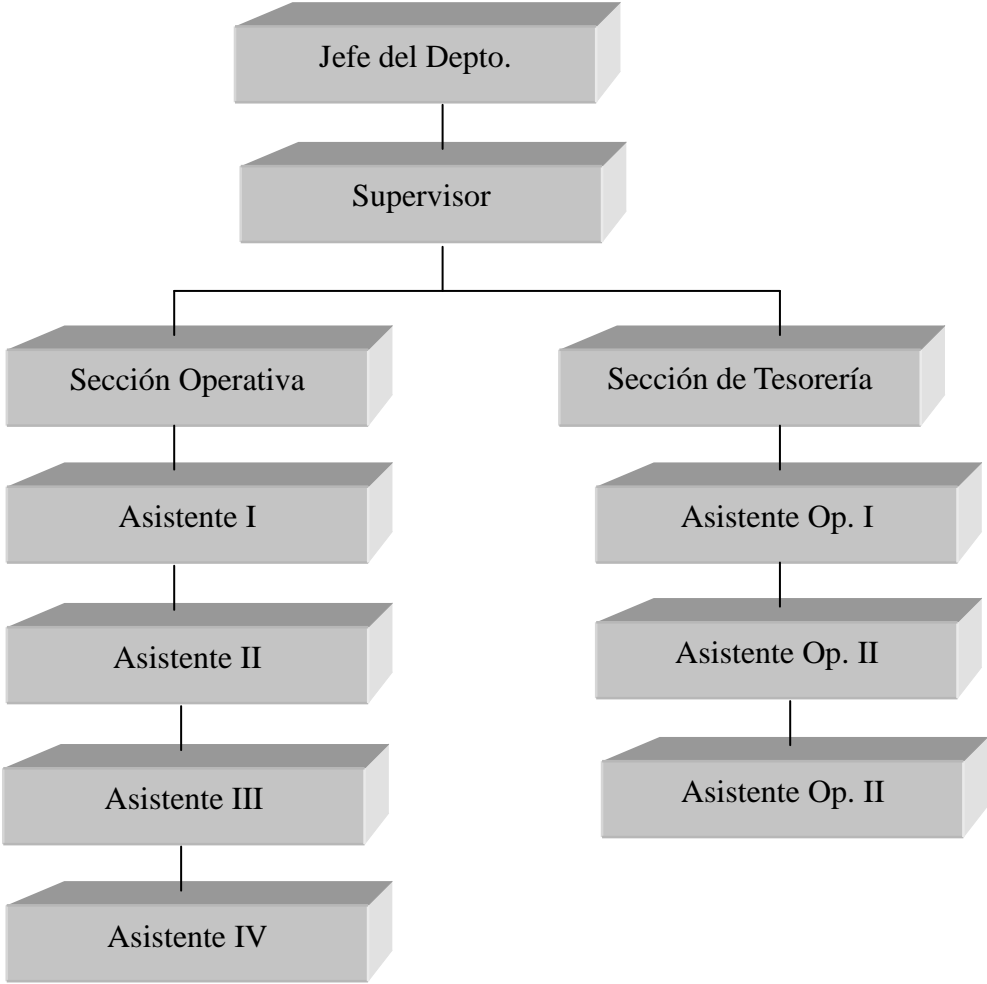 Jefe del Depto.
Supervisor
Sección Operativa
Sección de Tesorería
Asistente I
Asistente Op. I
Asistente II
Asistente Op. II
Asistente III
Asistente Op. II
Asistente IV